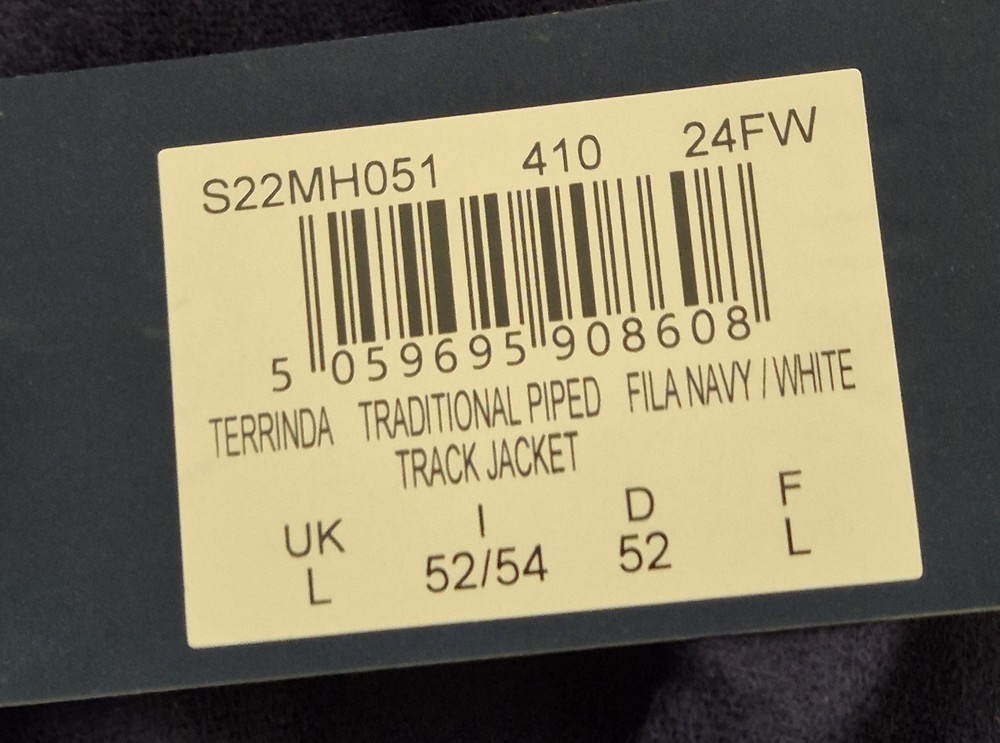 S22MH051 410 24FW
5 059695 908608
TERRINDA TRADITIONAL PIPED FILA NAVY / WHITE
TRACK JACKET
UK I D F
L 52/54 52 L